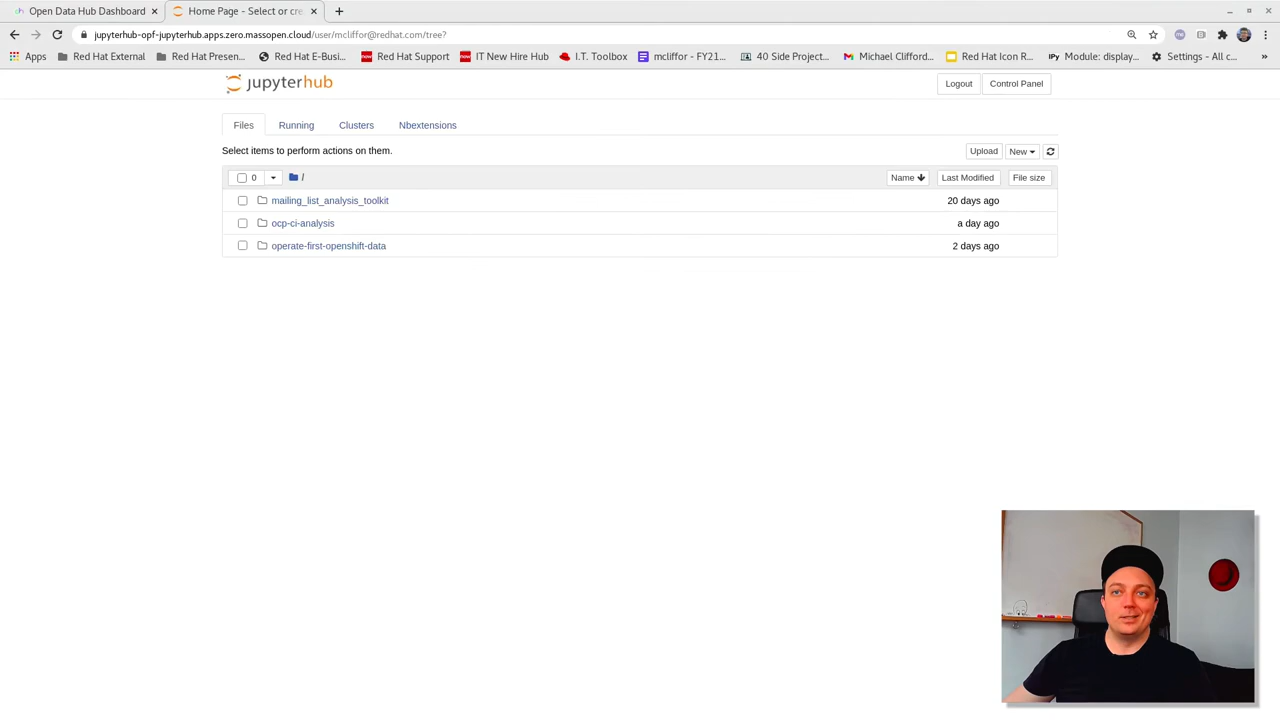 Open Data Hub Dashboard
Home Page - Select or cre
jupyterhub-opf-jupyterhub.apps.zero.massopen.cloud/user/mcliffor@redhat.com/tree?
Apps Red Hat External Red Hat Presen... Red Hat E-Busi... Red Hat Support IT New Hire Hub I.T. Toolbox mcliffor - FY21... 40 Side Project... Michael Clifford... Red Hat Icon R... IPy Module: display... Settings - All c... »
jupyterhub
Logout Control Panel
Files Running Clusters Nbextensions
Select items to perform actions on them.
Upload New
0 / Name Last Modified File size
mailing_list_analysis_toolkit 20 days ago
ocp-ci-analysis a day ago
operate-first-openshift-data 2 days ago